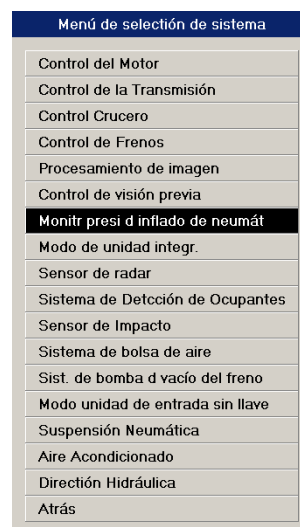 Menú de selectión de sistema
Control del Motor
Control de la Transmisión
Control Crucero
Control de Frenos
Procesamiento de imagen
Control de visión previa
Monitr presi d inflado de neumát
Modo de unidad integr.
Sensor de radar
Sistema de Detcción de Ocupantes
Sensor de Impacto
Sistema de bolsa de aire
Sist. de bomba d vacío del freno
Modo unidad de entrada sin llave
Suspensión Neumática
Aire Acondicionado
Directión Hidráulica
Atrás